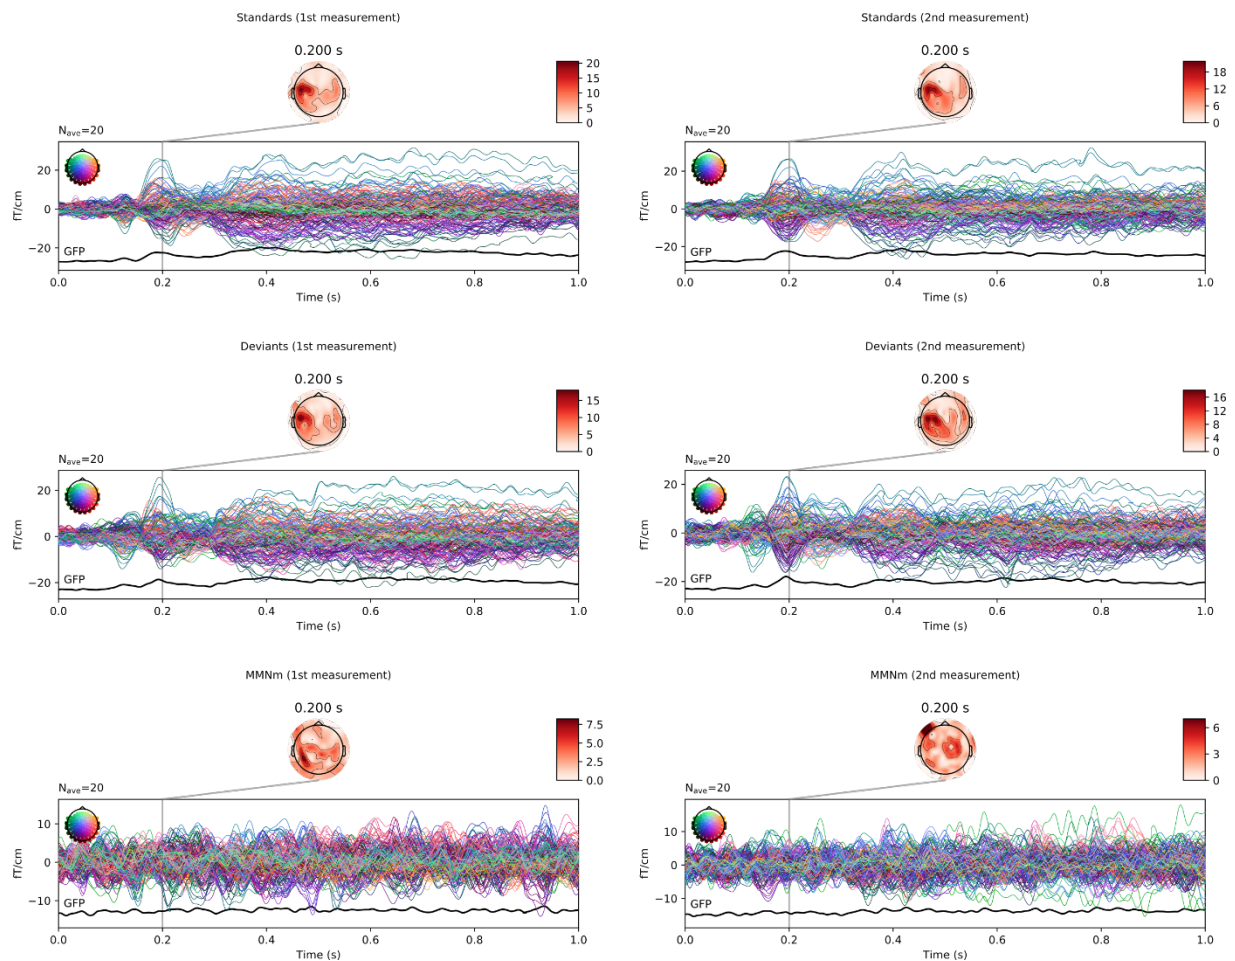 Standards (1st measurement)
0.200 s
20
15
10
5
0
Nave=20
fT/cm
20
0
−20
GFP
0.0 0.2 0.4 0.6 0.8 1.0
Time (s)
Standards (2nd measurement)
0.200 s
18
12
6
0
Nave=20
fT/cm
20
0
−20
GFP
0.0 0.2 0.4 0.6 0.8 1.0
Time (s)
Deviants (1st measurement)
0.200 s
15
10
5
0
Nave=20
fT/cm
20
0
−20
GFP
0.0 0.2 0.4 0.6 0.8 1.0
Time (s)
Deviants (2nd measurement)
0.200 s
16
12
8
4
0
Nave=20
fT/cm
20
0
−20
GFP
0.0 0.2 0.4 0.6 0.8 1.0
Time (s)
MMNm (1st measurement)
0.200 s
7.5
5.0
2.5
0.0
Nave=20
fT/cm
10
0
−10
GFP
0.0 0.2 0.4 0.6 0.8 1.0
Time (s)
MMNm (2nd measurement)
0.200 s
6
3
0
Nave=20
fT/cm
10
0
−10
GFP
0.0 0.2 0.4 0.6 0.8 1.0
Time (s)